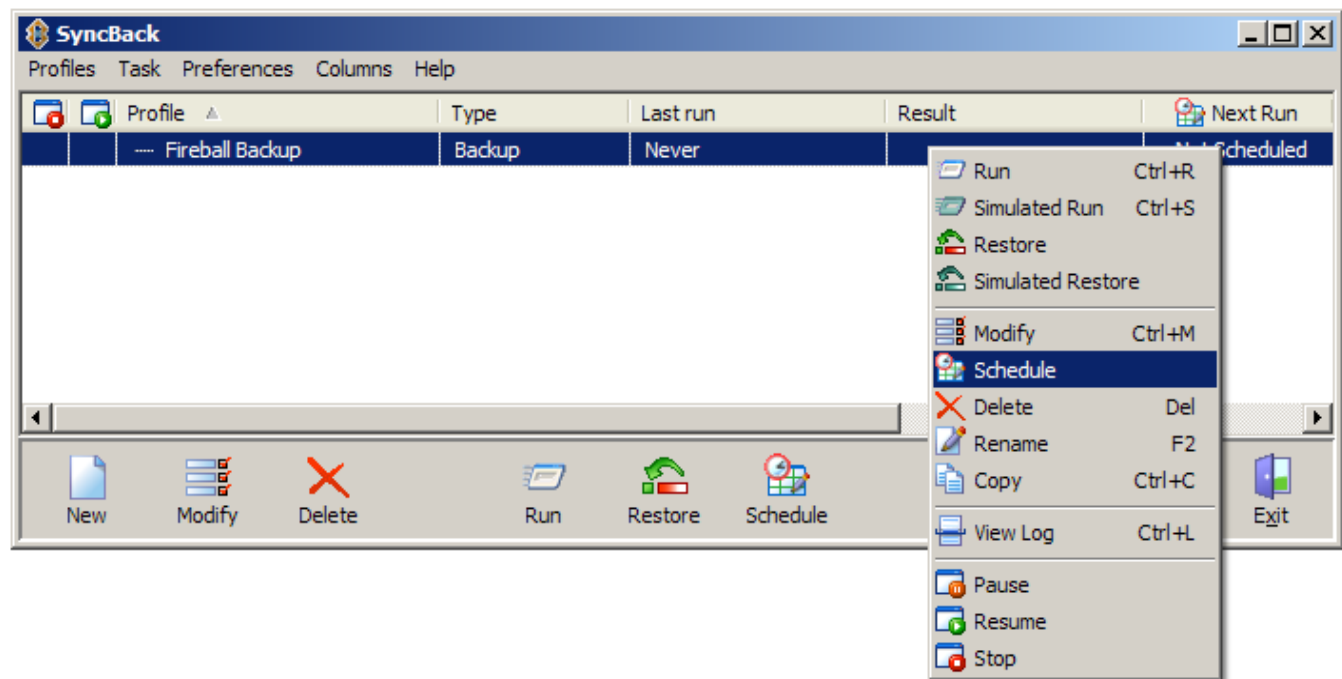 SyncBack
Profiles Task Preferences Columns Help
Profile Type Last run Result Next Run
Fireball Backup Backup Never Scheduled
Run Ctrl+R
Simulated Run Ctrl+S
Restore
Simulated Restore
Modify Ctrl+M
Schedule
Delete Del
Rename F2
Copy Ctrl+C
View Log Ctrl+L
Pause
Resume
Stop
New Modify Delete Run Restore Schedule Exit